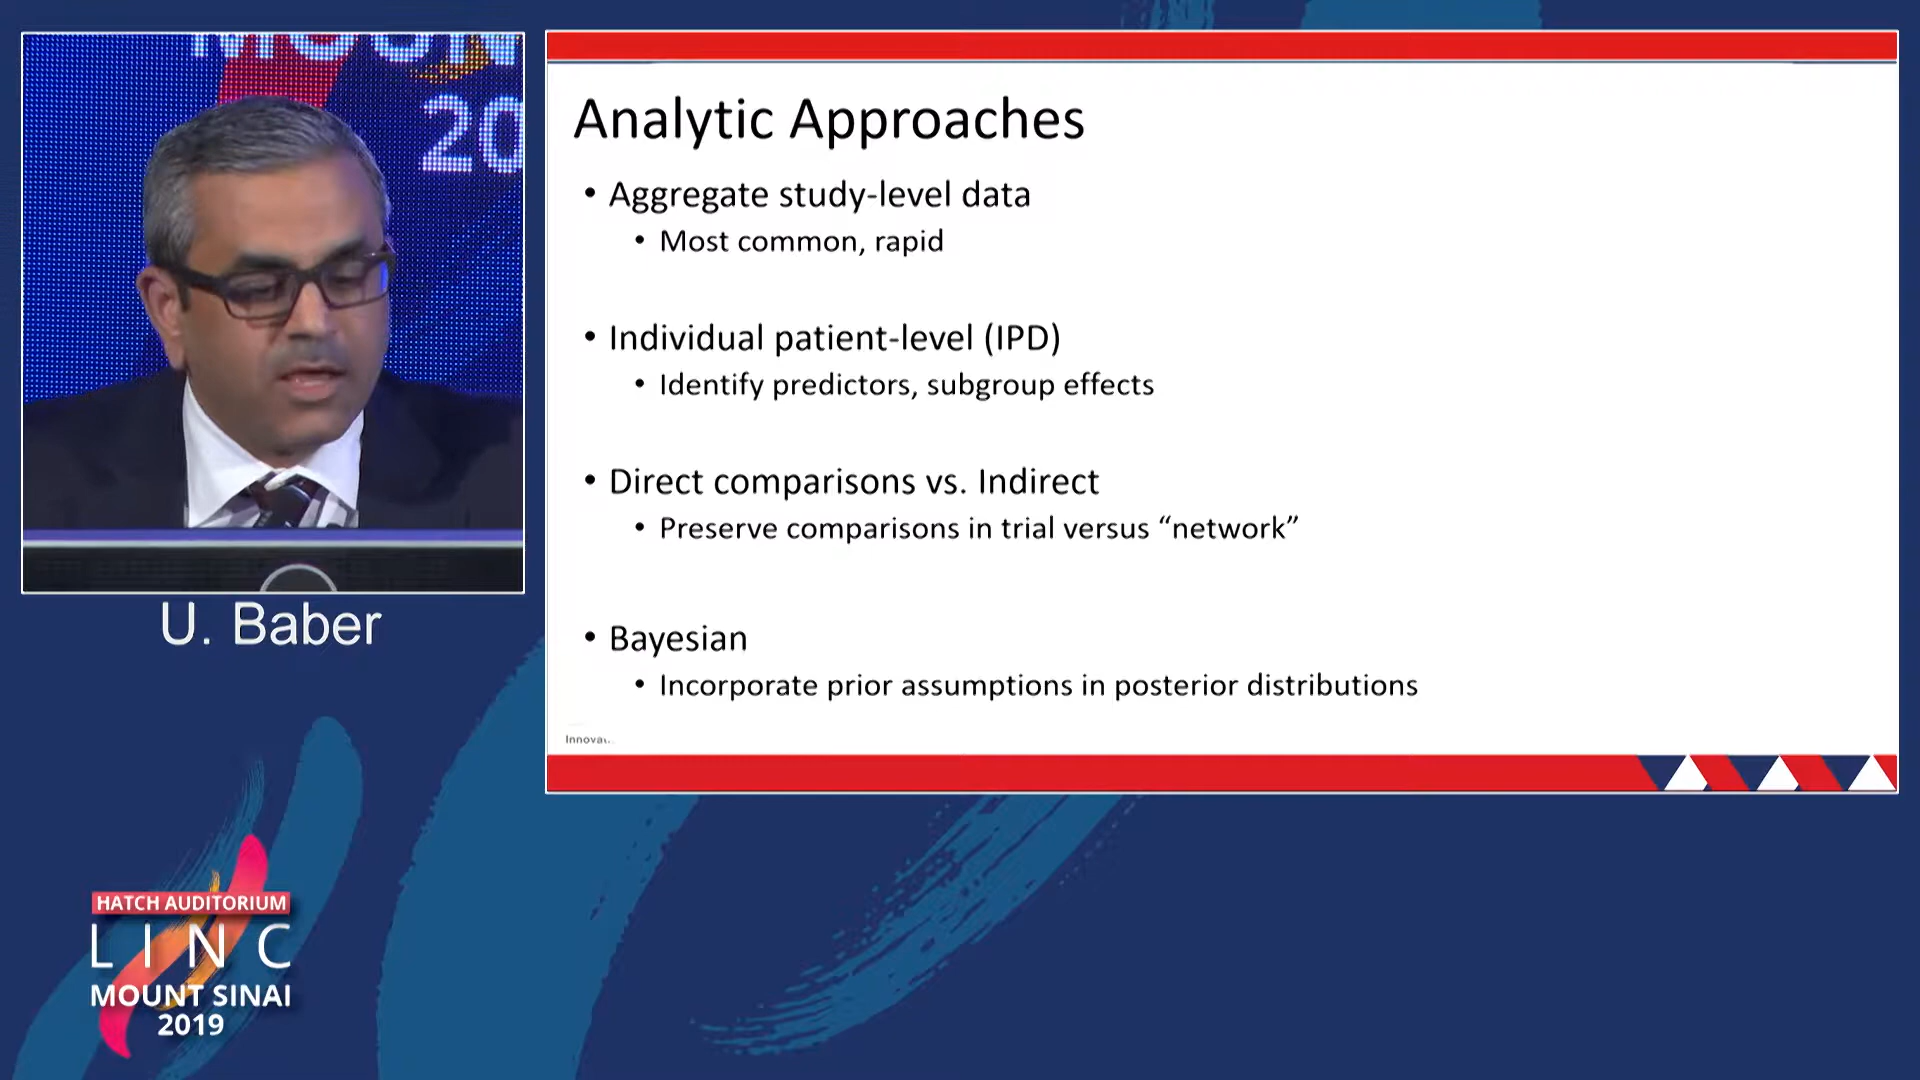 20
U. Baber
Analytic Approaches
• Aggregate study-level data
• Most common, rapid
• Individual patient-level (IPD)
• Identify predictors, subgroup effects
• Direct comparisons vs. Indirect
• Preserve comparisons in trial versus “network”
• Bayesian
• Incorporate prior assumptions in posterior distributions
HATCH AUDITORIUM
LINC
MOUNT SINAI
2019